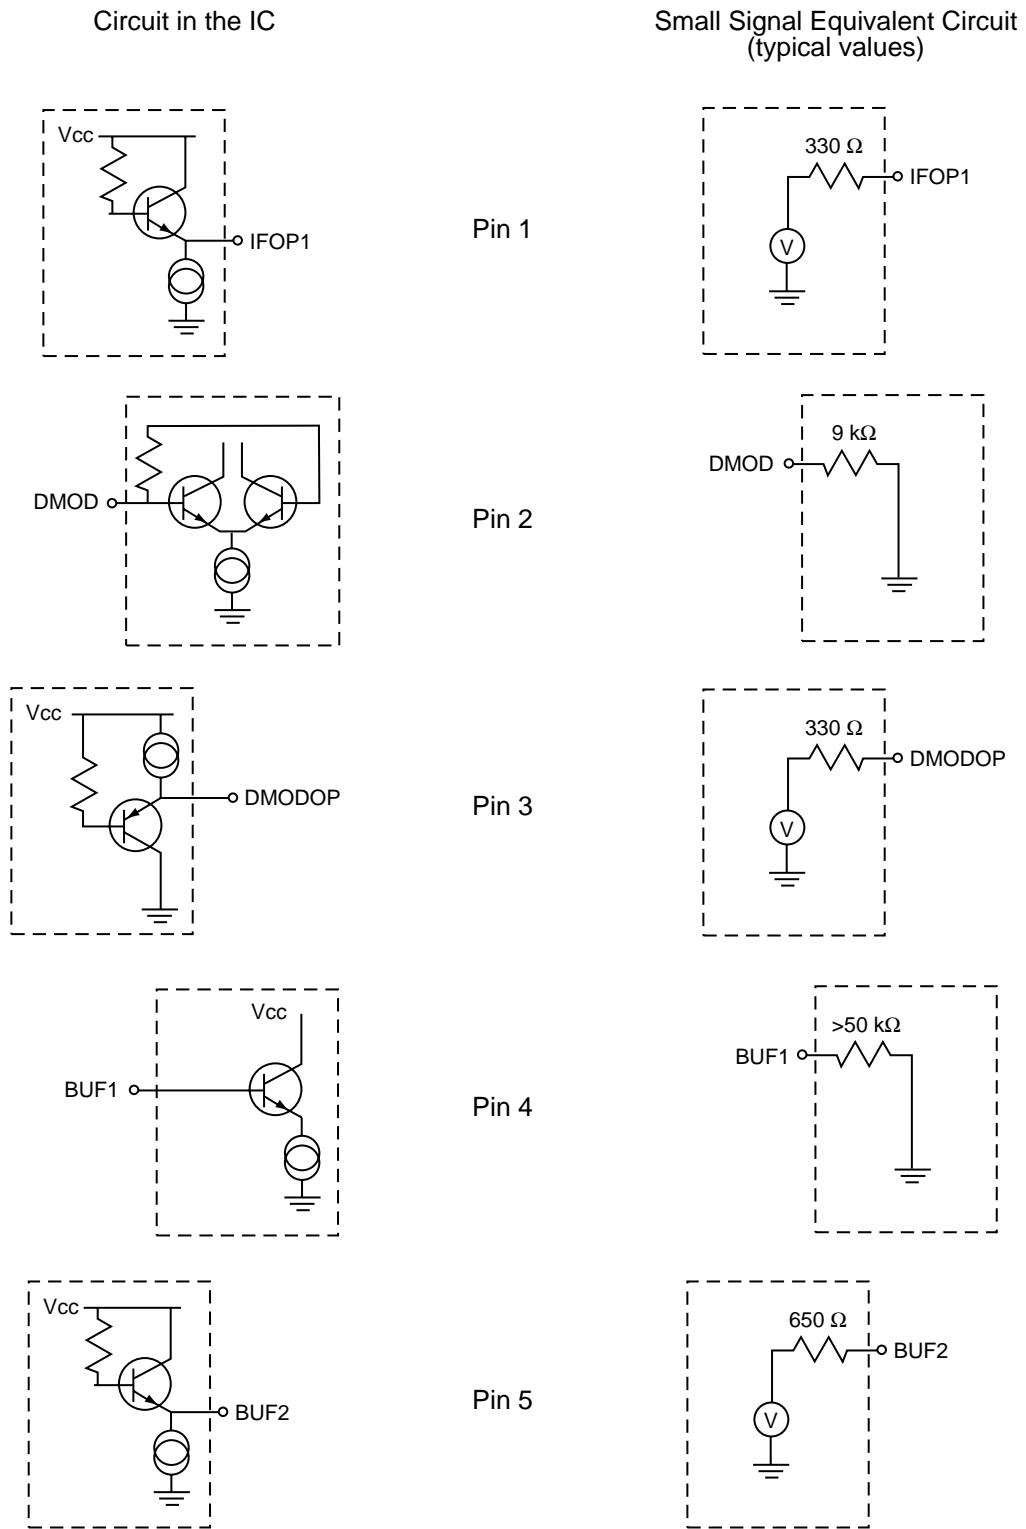 Circuit in the IC
Small Signal Equivalent Circuit
(typical values)
Vcc
IFOP1
Pin 1
330 Ω
IFOP1
V
DMOD
Pin 2
9 kΩ
DMOD
Vcc
DMODOP
Pin 3
330 Ω
DMODOP
V
Vcc
BUF1
Pin 4
>50 kΩ
BUF1
Vcc
BUF2
Pin 5
650 Ω
BUF2
V